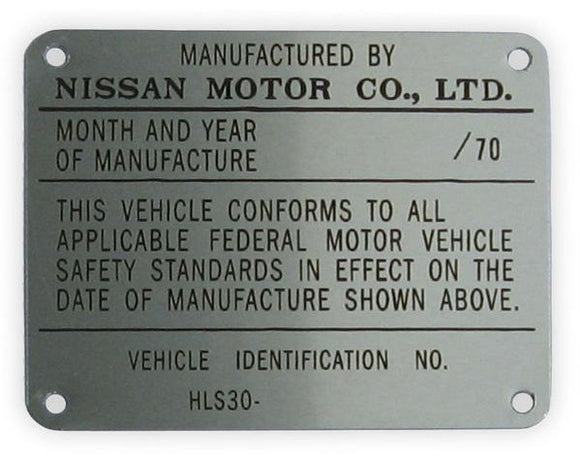 MANUFACTURED BY
NISSAN MOTOR CO., LTD.
MONTH AND YEAR
OF MANUFACTURE
/70
THIS VEHICLE CONFORMS TO ALL
APPLICABLE FEDERAL MOTOR VEHICLE
SAFETY STANDARDS IN EFFECT ON THE
DATE OF MANUFACTURE SHOWN ABOVE.
VEHICLE IDENTIFICATION NO.
HLS30-